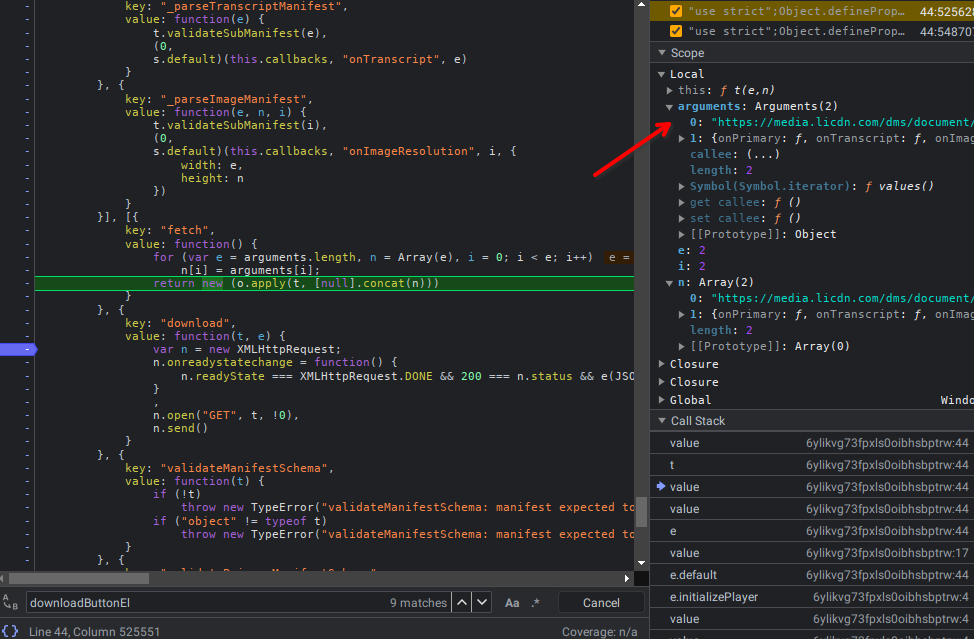 key: "_parseTranscriptManifest",
value: function(e) {
t.validateSubManifest(e),
(0,
s.default)(this.callbacks, "onTranscript", e)
}
}, {
key: "_parseImageManifest",
value: function(e, n, i) {
t.validateSubManifest(i),
(0,
s.default)(this.callbacks, "onImageResolution", i, {
width: e,
height: n
})
}
}], [{
key: "fetch",
value: function() {
for (var e = arguments.length, n = Array(e), i = 0; i < e; i++) e =
n[i] = arguments[i];
return new (o.apply(t, [null].concat(n)))
}
}, {
key: "download",
value: function(t, e) {
var n = new XMLHttpRequest;
n.onreadystatechange = function() {
n.readyState === XMLHttpRequest.DONE && 200 === n.status && e(JSO
}
,
n.open("GET", t, !0),
n.send()
}
}, {
key: "validateManifestSchema",
value: function(t) {
if (!t)
throw new TypeError("validateManifestSchema: manifest expected to
if ("object" != typeof t)
throw new TypeError("validateManifestSchema: manifest expected to
}
}, {
downloadButtonEl 9 matches Aa .* Cancel
{} Line 44, Column 525551 Coverage: n/a
"use strict";Object.defineProp… 44:525628
"use strict";Object.defineProp… 44:548707
Scope
Local
this: ƒ t(e,n)
arguments: Arguments(2)
0: "https://media.licdn.com/dms/document/
1: {onPrimary: ƒ, onTranscript: ƒ, onImag
callee: (...)
length: 2
Symbol(Symbol.iterator): ƒ values()
get callee: ƒ ()
set callee: ƒ ()
[[Prototype]]: Object
e: 2
i: 2
n: Array(2)
0: "https://media.licdn.com/dms/document/
1: {onPrimary: ƒ, onTranscript: ƒ, onImag
length: 2
[[Prototype]]: Array(0)
Closure
Closure
Global Windo
Call Stack
value 6ylikvg73fpxls0oibhsbptrw:44
t 6ylikvg73fpxls0oibhsbptrw:44
value 6ylikvg73fpxls0oibhsbptrw:44
value 6ylikvg73fpxls0oibhsbptrw:44
e 6ylikvg73fpxls0oibhsbptrw:44
value 6ylikvg73fpxls0oibhsbptrw:17
e.default 6ylikvg73fpxls0oibhsbptrw:44
e.initializePlayer 6ylikvg73fpxls0oibhsbptrw:4
value 6ylikvg73fpxls0oibhsbptrw:44